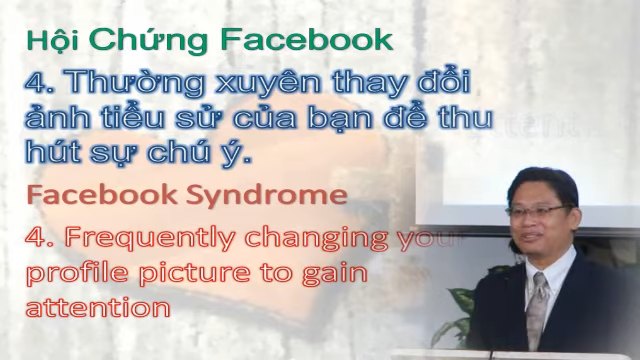 Hội Chứng Facebook
4. Thường xuyên thay đổi
ảnh tiểu sử của bạn để thu
hút sự chú ý.
Facebook Syndrome
4. Frequently changing your
profile picture to gain
attention